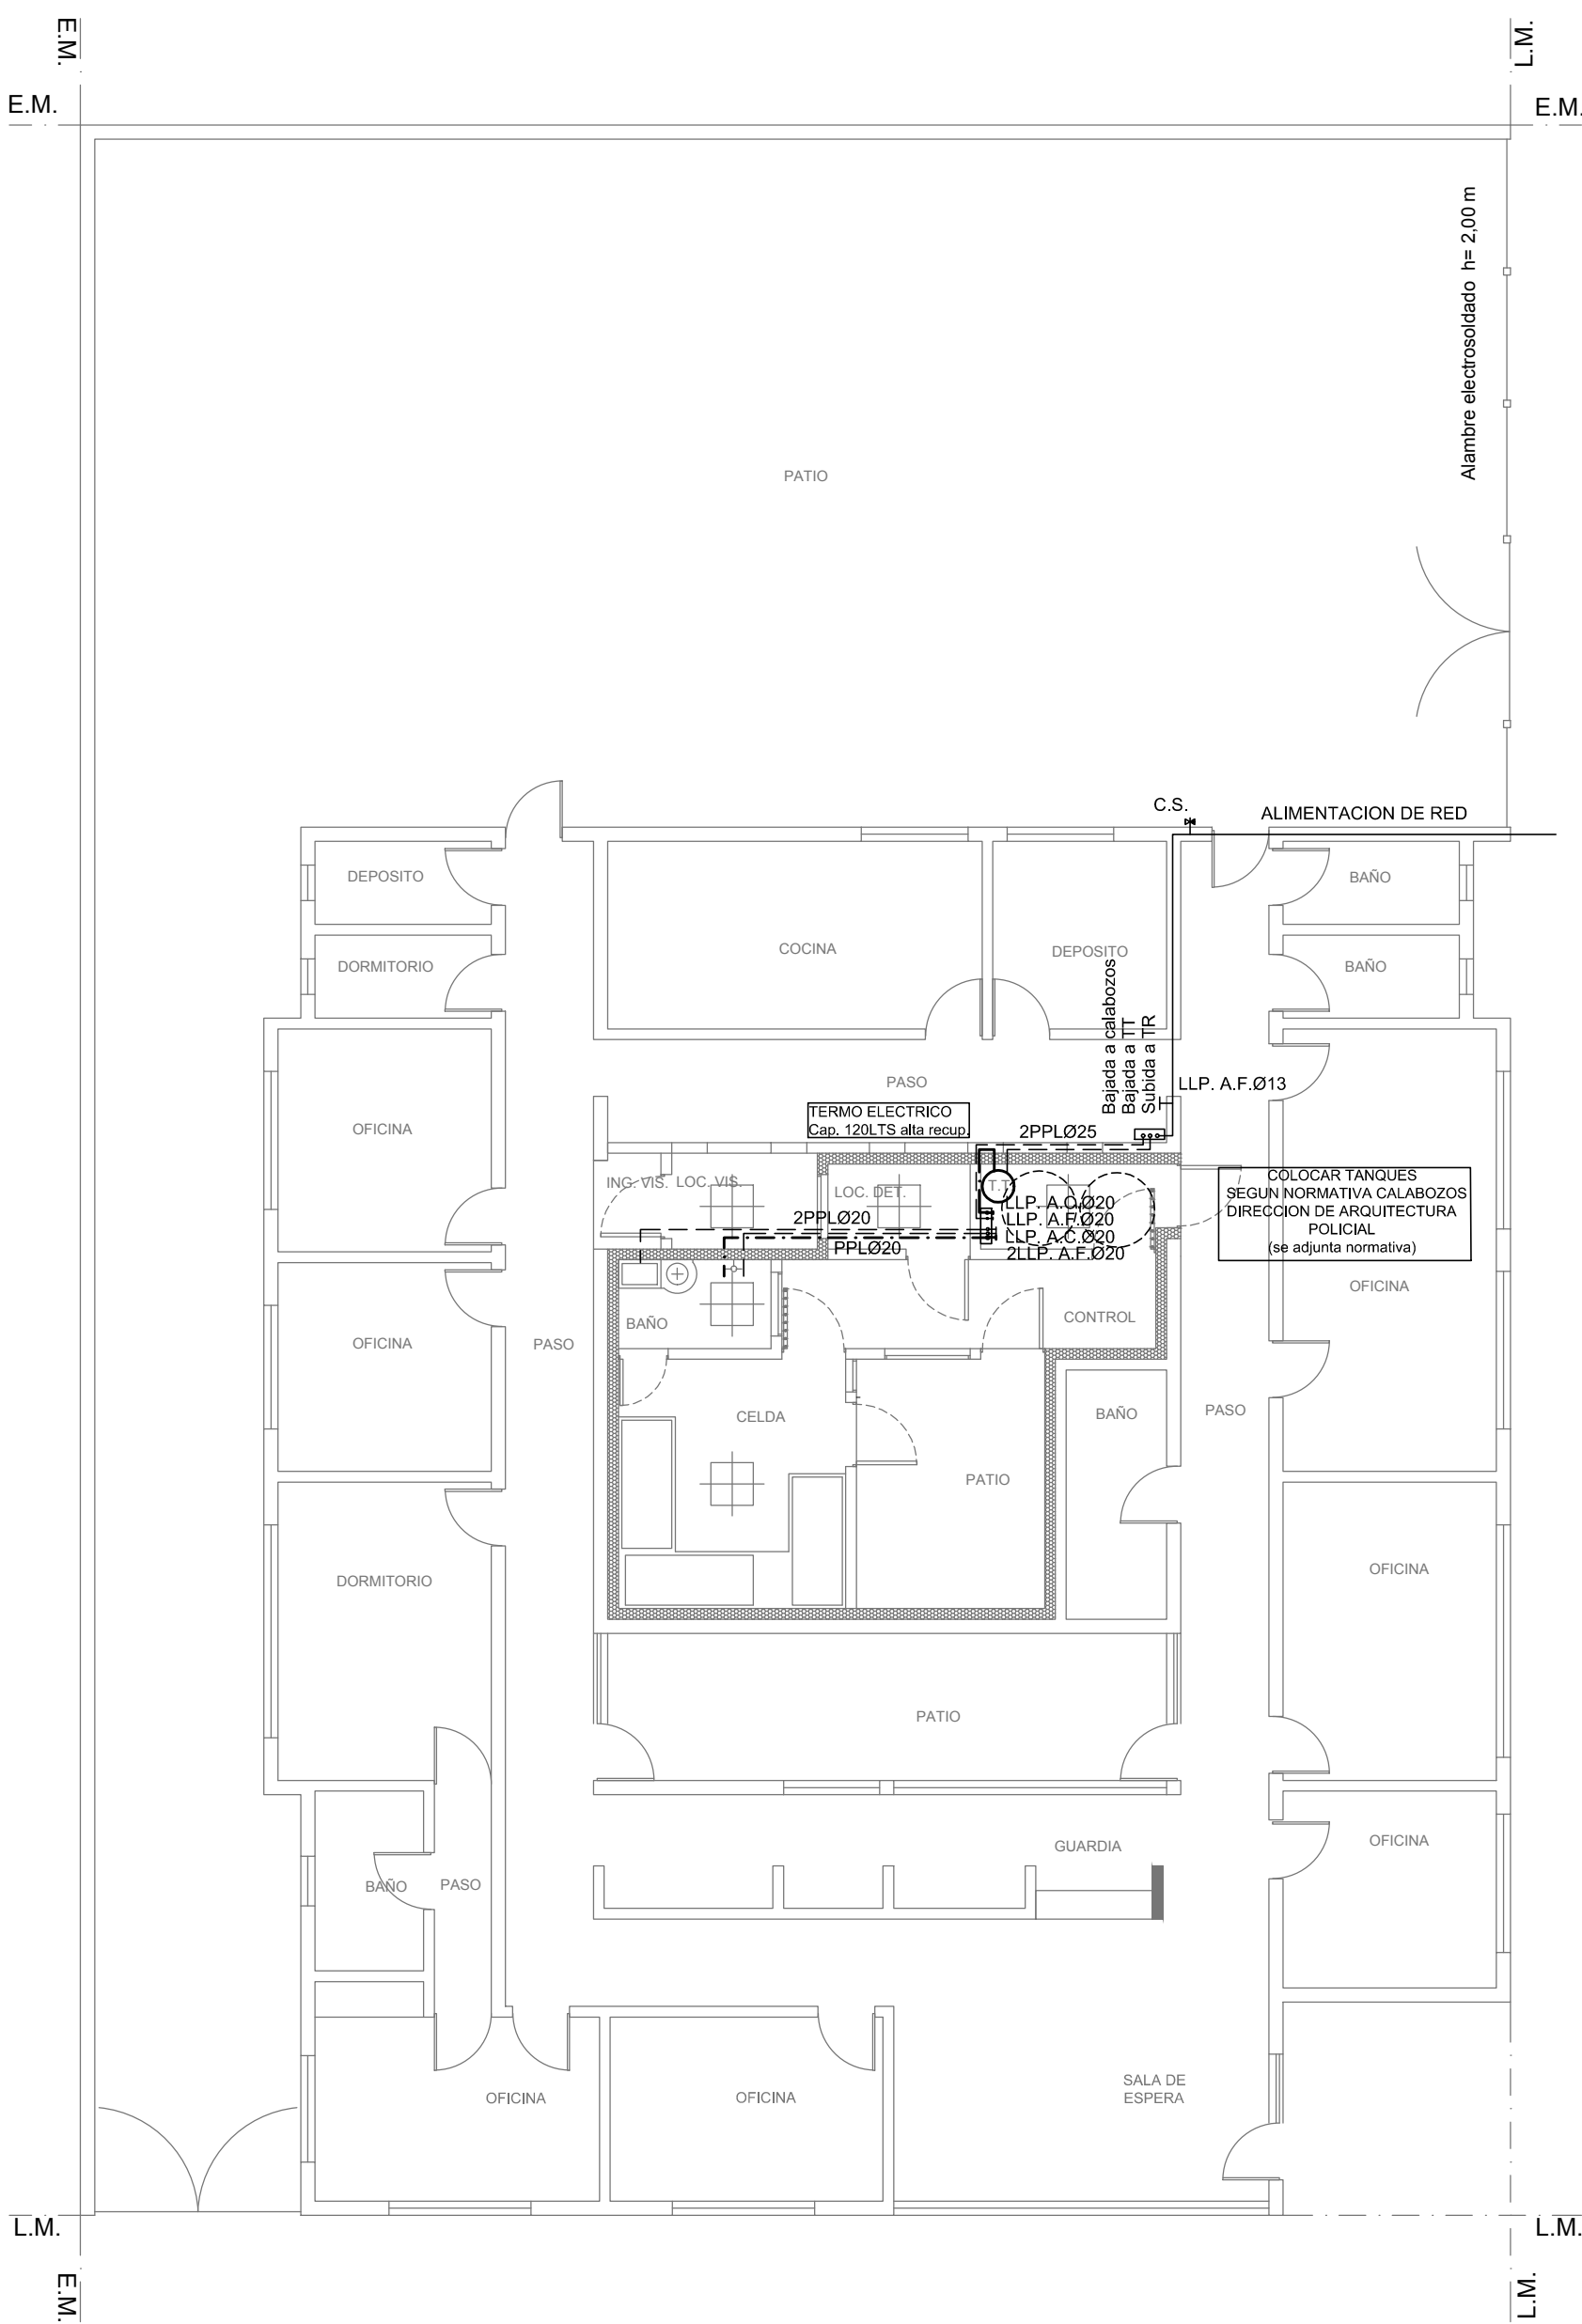 E.M.
L.M.
E.M.
E.M.
Alambre electrosoldado h= 2,00 m
PATIO
C.S.
ALIMENTACION DE RED
DEPOSITO
BAÑO
COCINA
DEPOSITO
DORMITORIO
BAÑO
Bajada a calabozos
Bajada a TT
Subida a TR
PASO
LLP. A.F.Ø13
TERMO ELECTRICO
Cap. 120LTS alta recup.
OFICINA
2PPLØ25
ING. VIS.
LOC. VIS.
LOC. DET.
T.T.
COLOCAR TANQUES
SEGUN NORMATIVA CALABOZOS
DIRECCION DE ARQUITECTURA
POLICIAL
(se adjunta normativa)
LLP. A.C.Ø20
LLP. A.F.Ø20
LLP. A.C.Ø20
2LLP. A.F.Ø20
2PPLØ20
PPLØ20
OFICINA
BAÑO
CONTROL
OFICINA
PASO
CELDA
BAÑO
PASO
PATIO
DORMITORIO
OFICINA
PATIO
GUARDIA
OFICINA
BAÑO
PASO
SALA DE
ESPERA
OFICINA
OFICINA
L.M.
L.M.
E.M.
L.M.